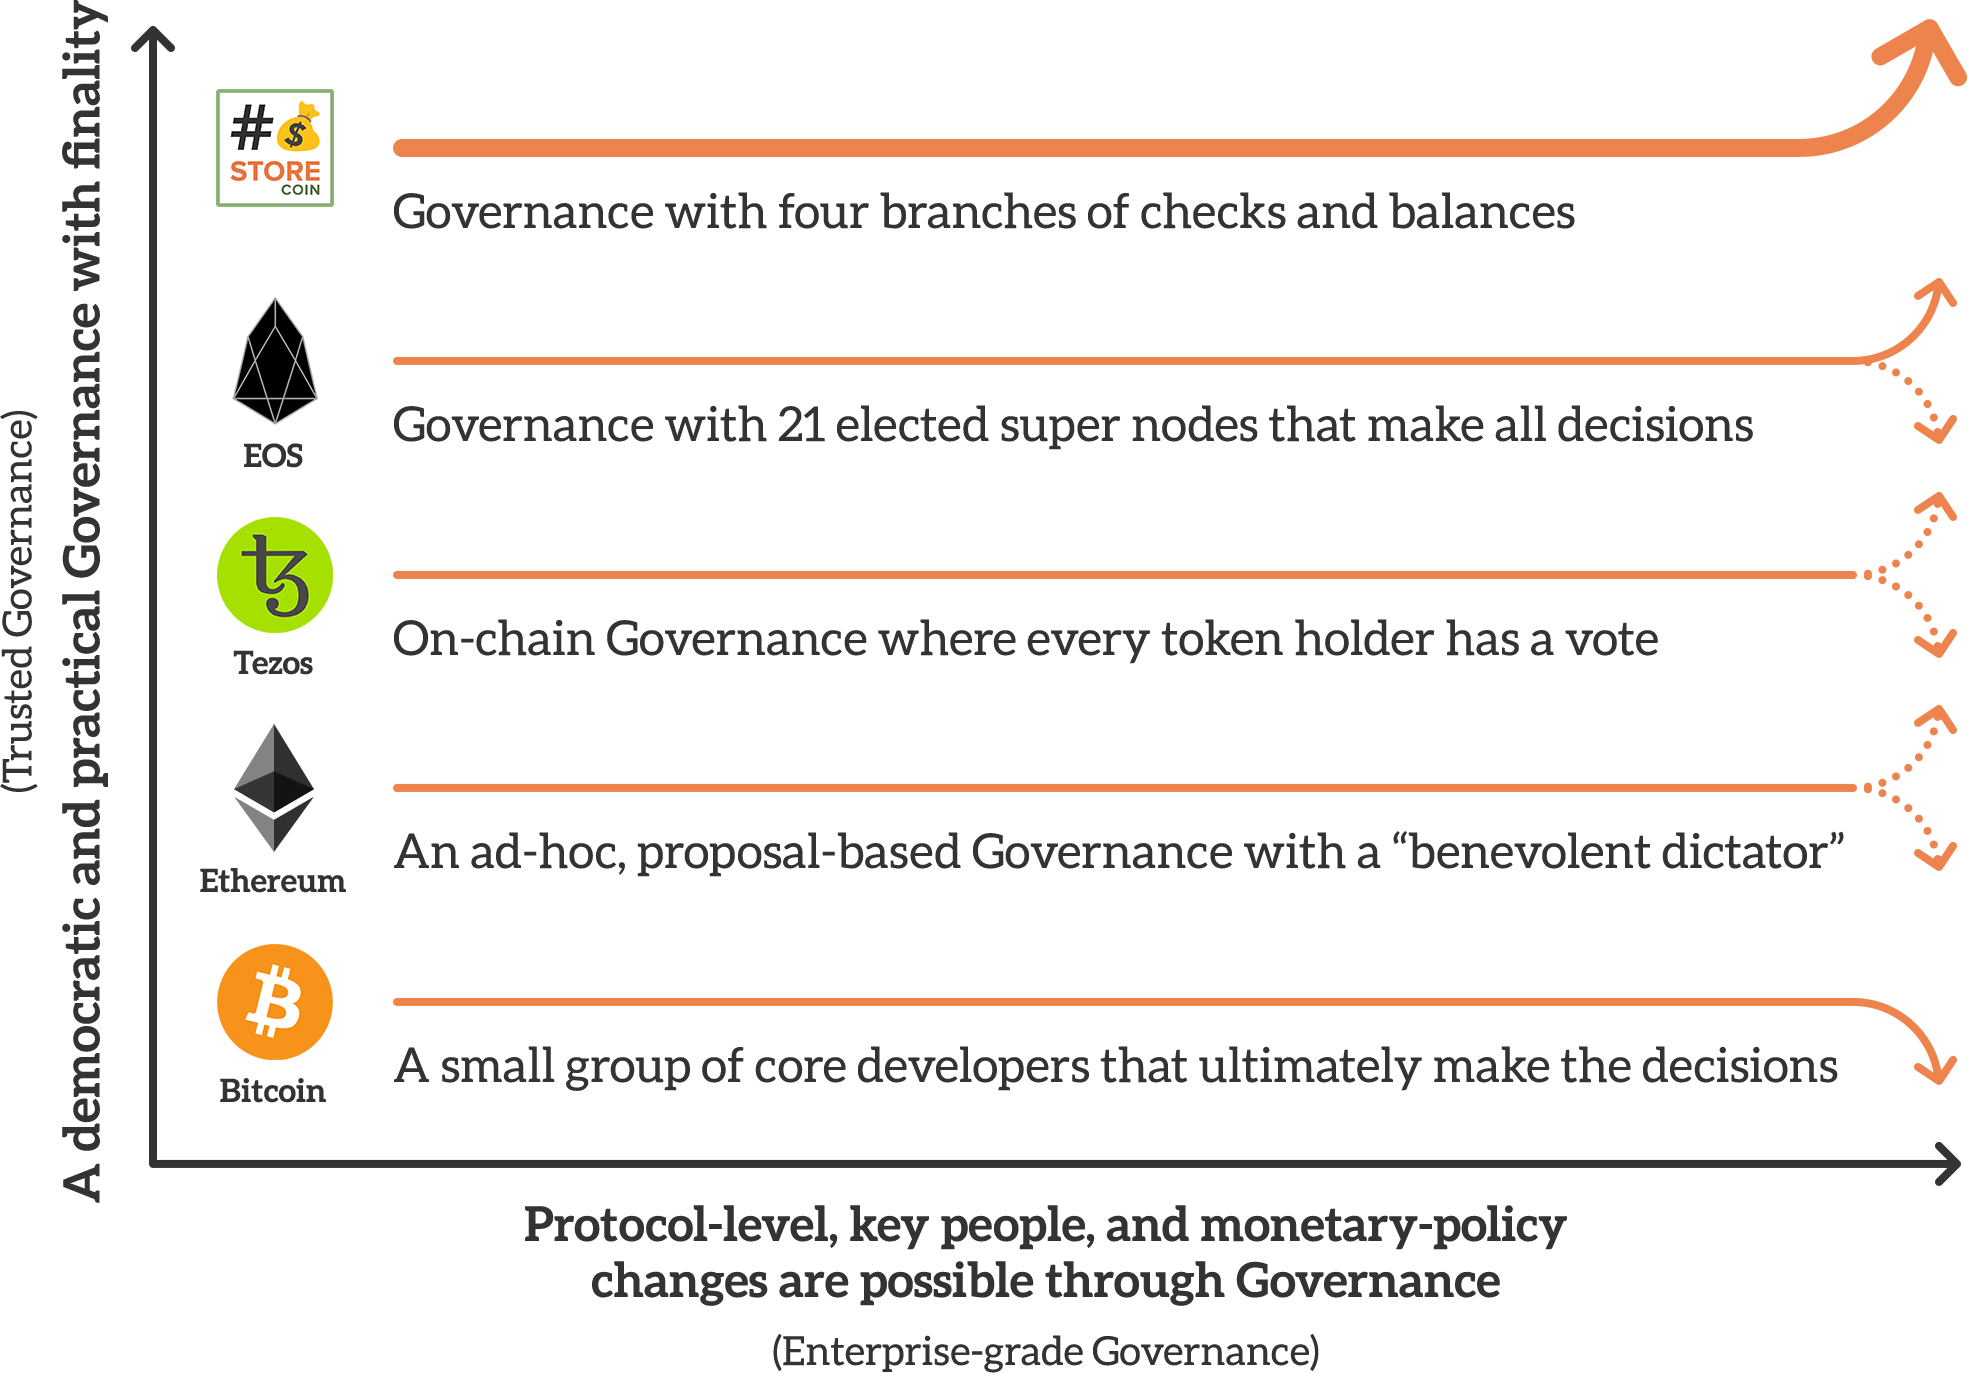 (Trusted Governance)
A democratic and practical Governance with finality
#💰
STORE
COIN
Governance with four branches of checks and balances
EOS
Governance with 21 elected super nodes that make all decisions
Tezos
On-chain Governance where every token holder has a vote
Ethereum
An ad-hoc, proposal-based Governance with a “benevolent dictator”
Bitcoin
A small group of core developers that ultimately make the decisions
Protocol-level, key people, and monetary-policy
changes are possible through Governance
(Enterprise-grade Governance)